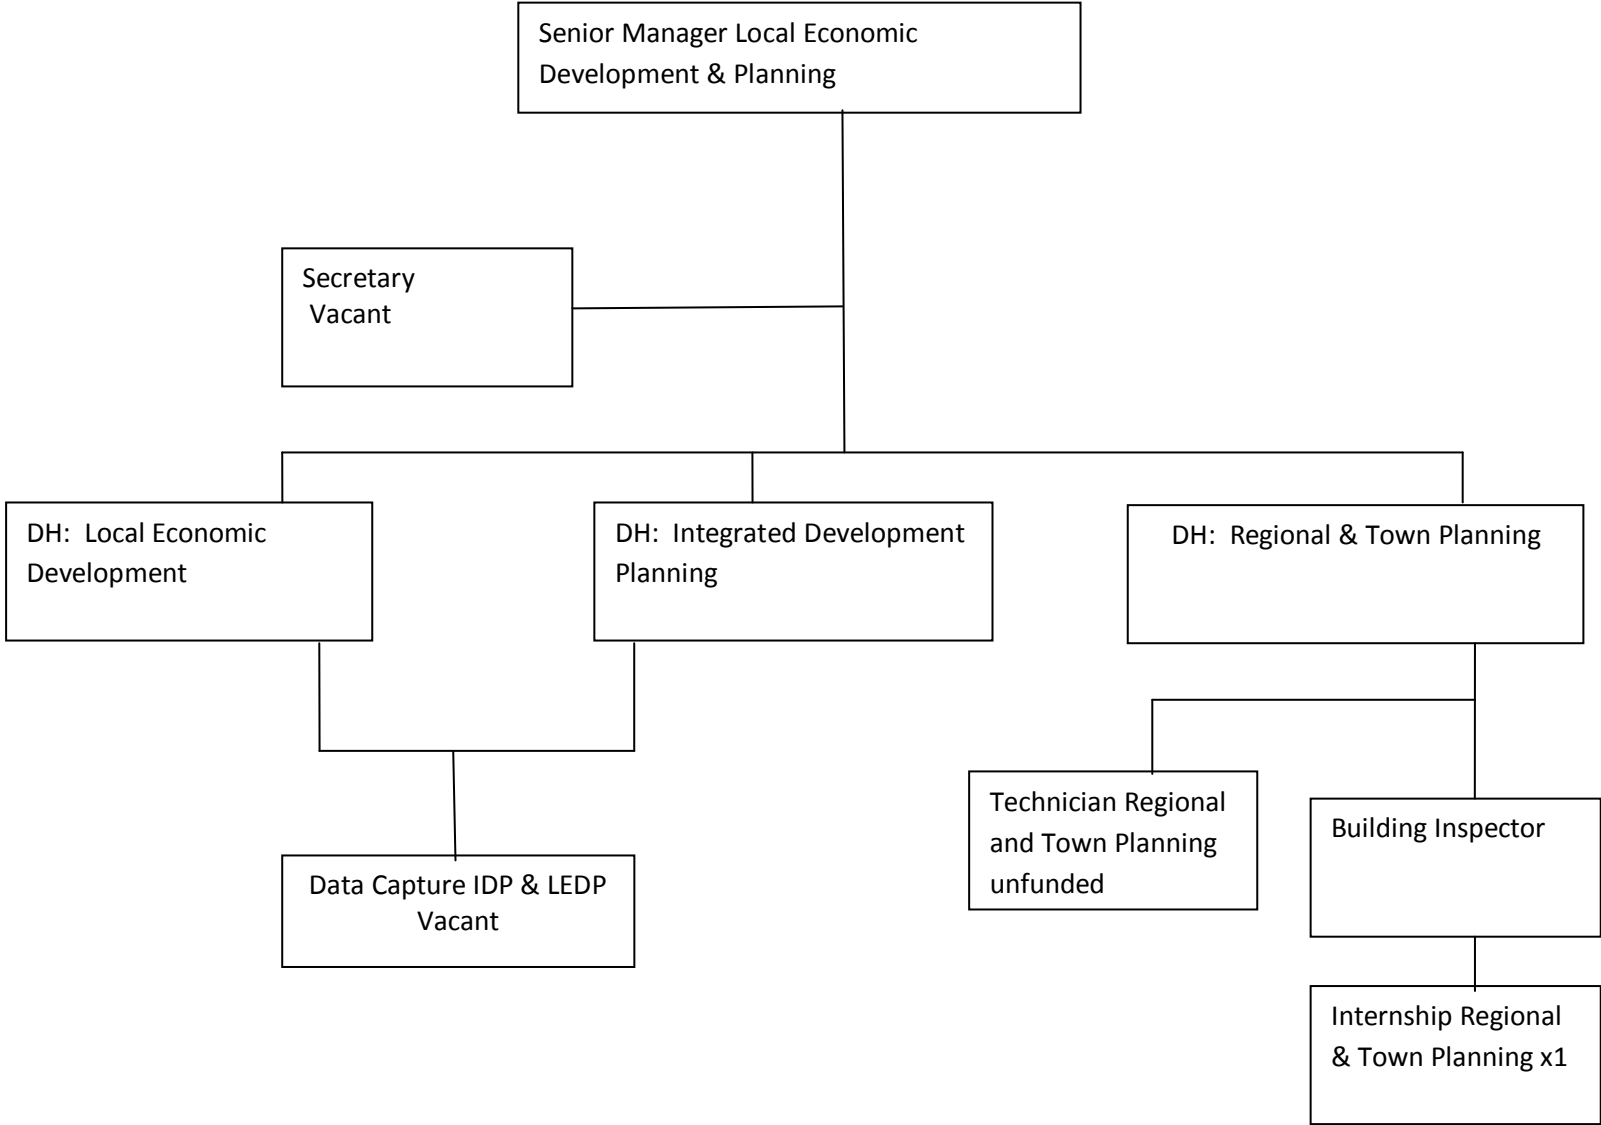 Senior Manager Local Economic
Development & Planning
Secretary
Vacant
DH:  Local Economic
Development
DH:  Integrated Development
Planning
DH:  Regional & Town Planning
Technician Regional
and Town Planning
unfunded
Building Inspector
Data Capture IDP & LEDP
Vacant
Internship Regional
& Town Planning x1